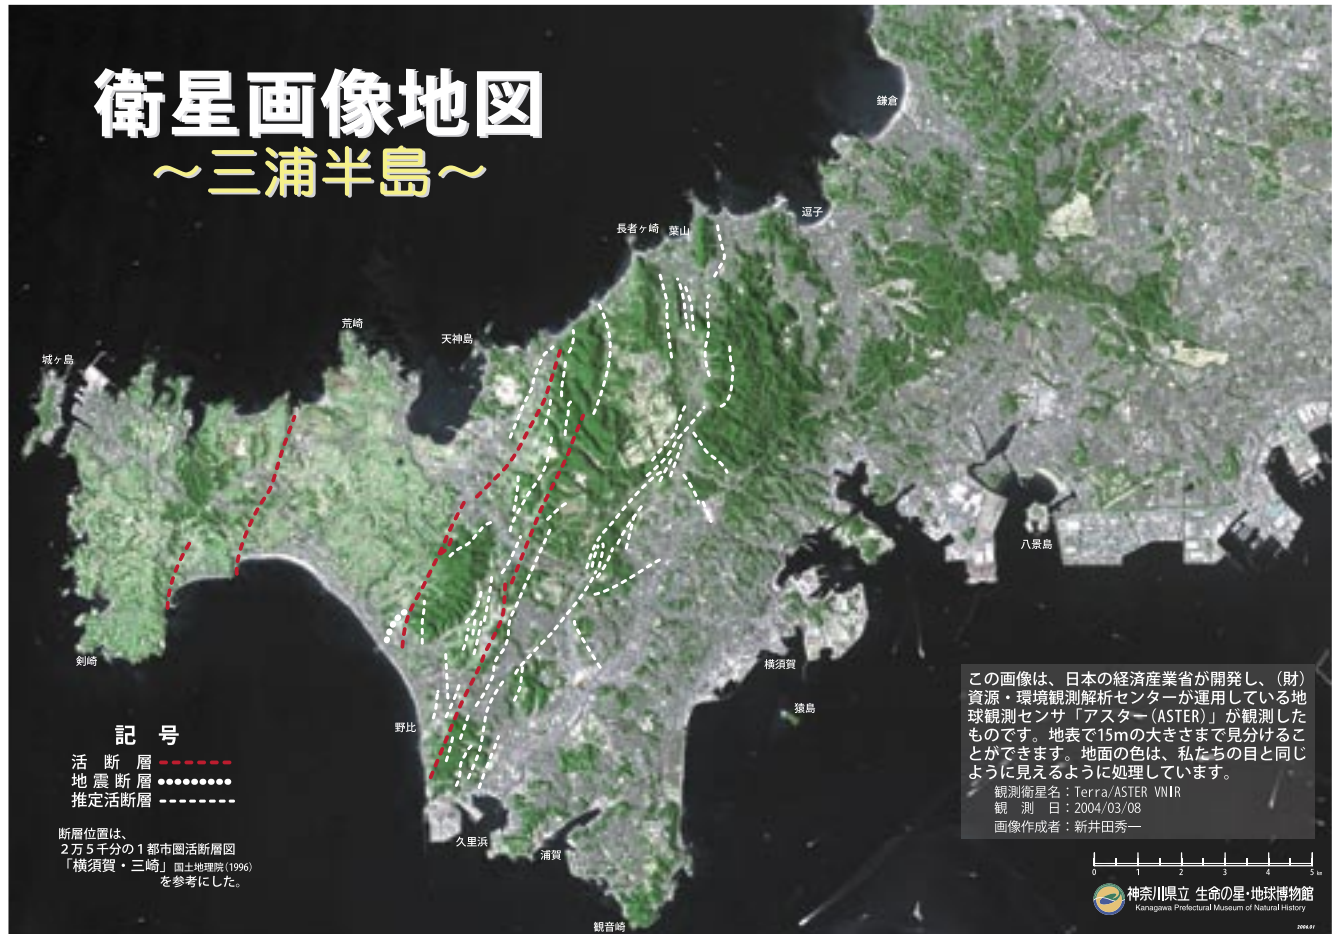 衛星画像地図
～三浦半島～
鎌倉
逗子
長者ヶ崎
葉山
荒崎
天神島
城ヶ島
八景島
剣崎
横須賀
猿島
野比
久里浜
浦賀
観音崎
記 号
活断層
地震断層
推定活断層
断層位置は、
2万5千分の1都市圏活断層図
「横須賀・三崎」国土地理院(1996)
を参考にした。
この画像は、日本の経済産業省が開発し、(財)
資源・環境観測解析センターが運用している地
球観測センサ「アスター(ASTER)」が観測した
ものです。地表で15mの大きさまで見分けるこ
とができます。地面の色は、私たちの目と同じ
ように見えるように処理しています。
観測衛星名：Terra/ASTER VNIR
観 測 日：2004/03/08
画像作成者：新井田秀一
0 1 2 3 4 5 km
神奈川県立 生命の星・地球博物館
Kanagawa Prefectural Museum of Natural History
2006.01